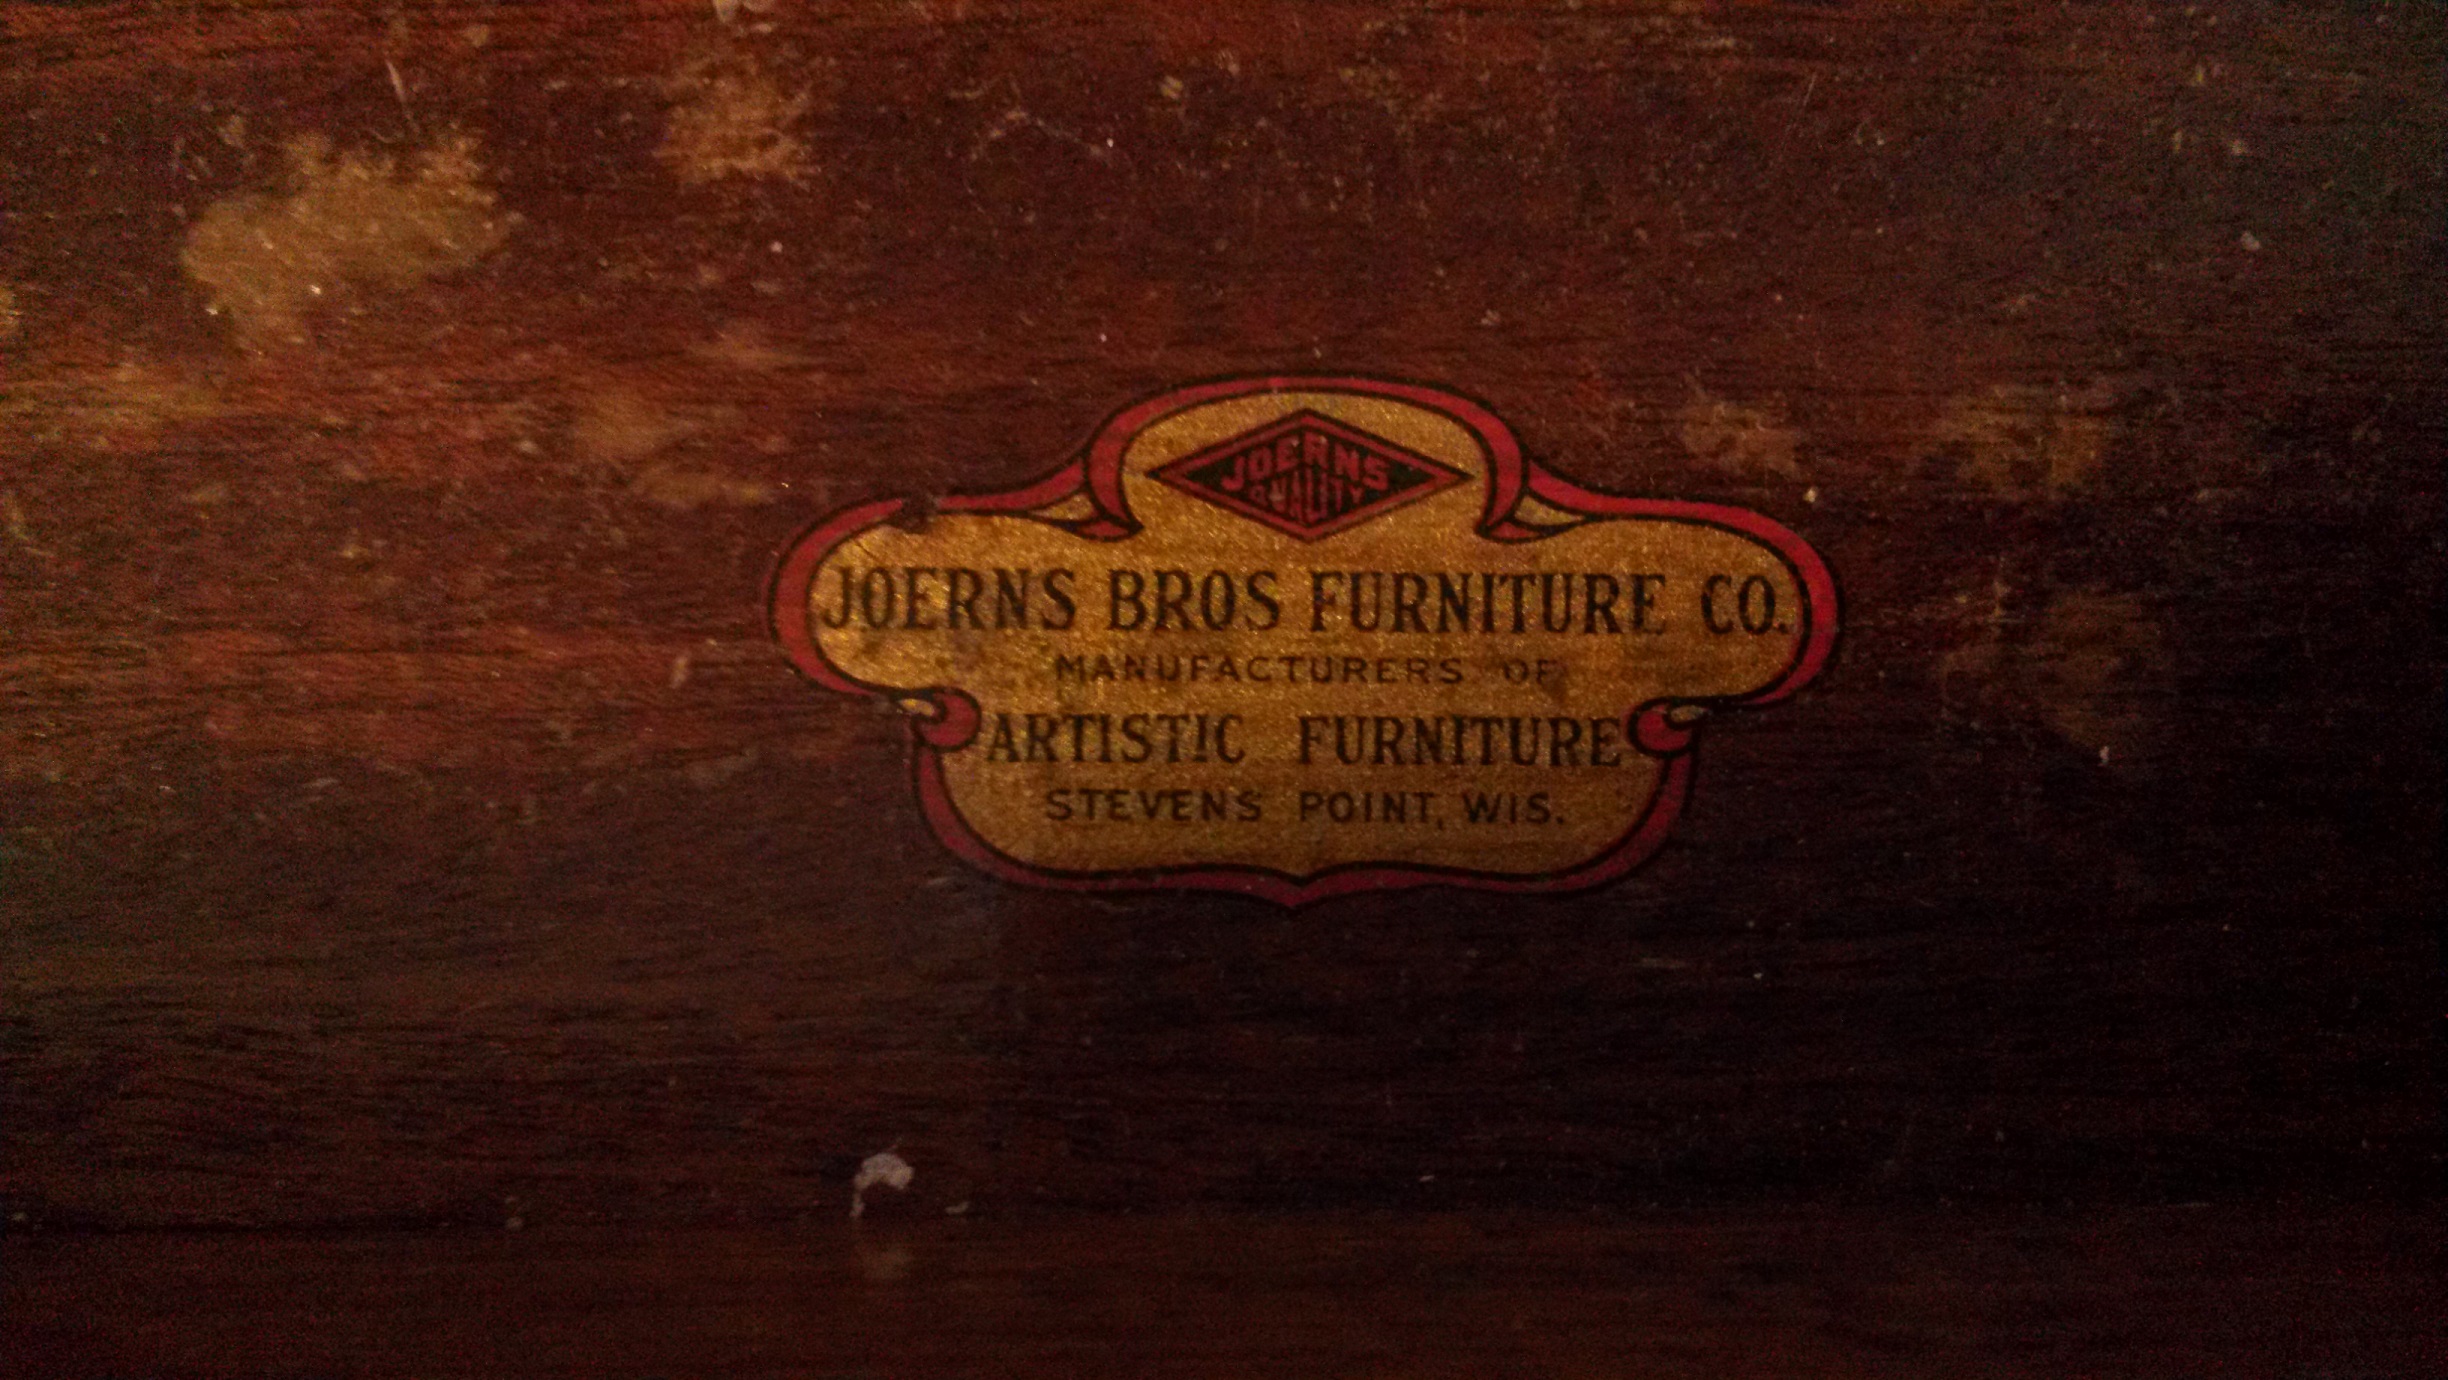 JOERNS
QUALITY
JOERNS BROS FURNITURE CO.
MANUFACTURERS OF
ARTISTIC FURNITURE
STEVENS POINT, WIS.